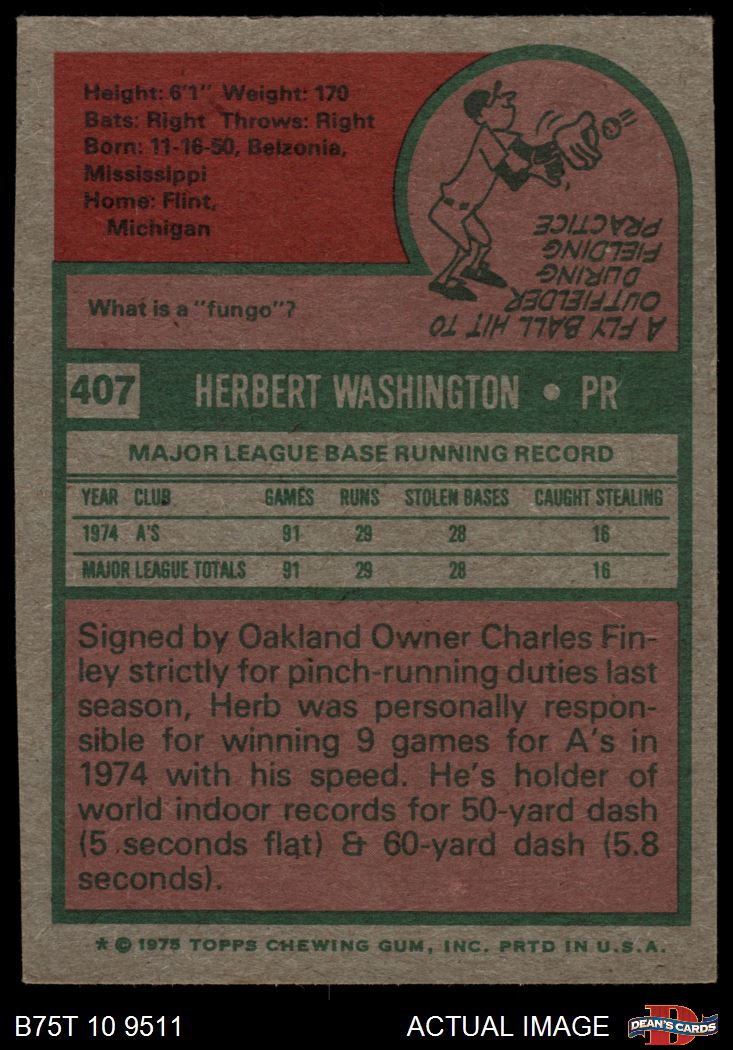 Height: 6'1" Weight: 170
Bats: Right Throws: Right
Born: 11-16-50, Belzonia,
Mississippi
Home: Flint,
Michigan
What is a "fungo"?
A FLY BALL HIT TO
OUTFIELDER
DURING
FIELDING
PRACTICE
407 HERBERT WASHINGTON • PR
MAJOR LEAGUE BASE RUNNING RECORD
YEAR CLUB GAMES RUNS STOLEN BASES CAUGHT STEALING
1974 A'S 91 29 28 16
MAJOR LEAGUE TOTALS 91 29 28 16
Signed by Oakland Owner Charles Fin-
ley strictly for pinch-running duties last
season, Herb was personally respon-
sible for winning 9 games for A's in
1974 with his speed. He's holder of
world indoor records for 50-yard dash
(5 seconds flat) & 60-yard dash (5.8
seconds).
* © 1975 TOPPS CHEWING GUM, INC. PRTD IN U.S.A.
B75T 10 9511 ACTUAL IMAGE DEAN'S CARDS